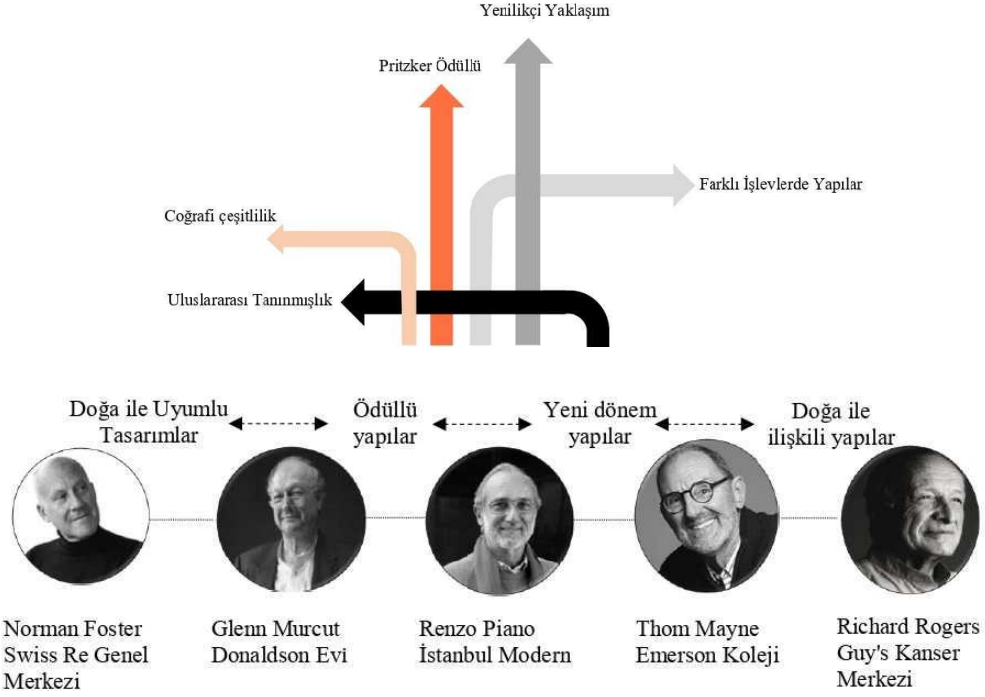 Yenilikçi Yaklaşım
Pritzker Ödüllü
Farklı İşlevlerde Yapılar
Coğrafi çeşitlilik
Uluslararası Tanınmışlık
Doğa ile Uyumlu
Tasarımlar
Ödüllü
yapılar
Yeni dönem
yapılar
Doğa ile
ilişkili yapılar
Norman Foster
Swiss Re Genel
Merkezi
Glenn Murcut
Donaldson Evi
Renzo Piano
İstanbul Modern
Thom Mayne
Emerson Koleji
Richard Rogers
Guy's Kanser
Merkezi